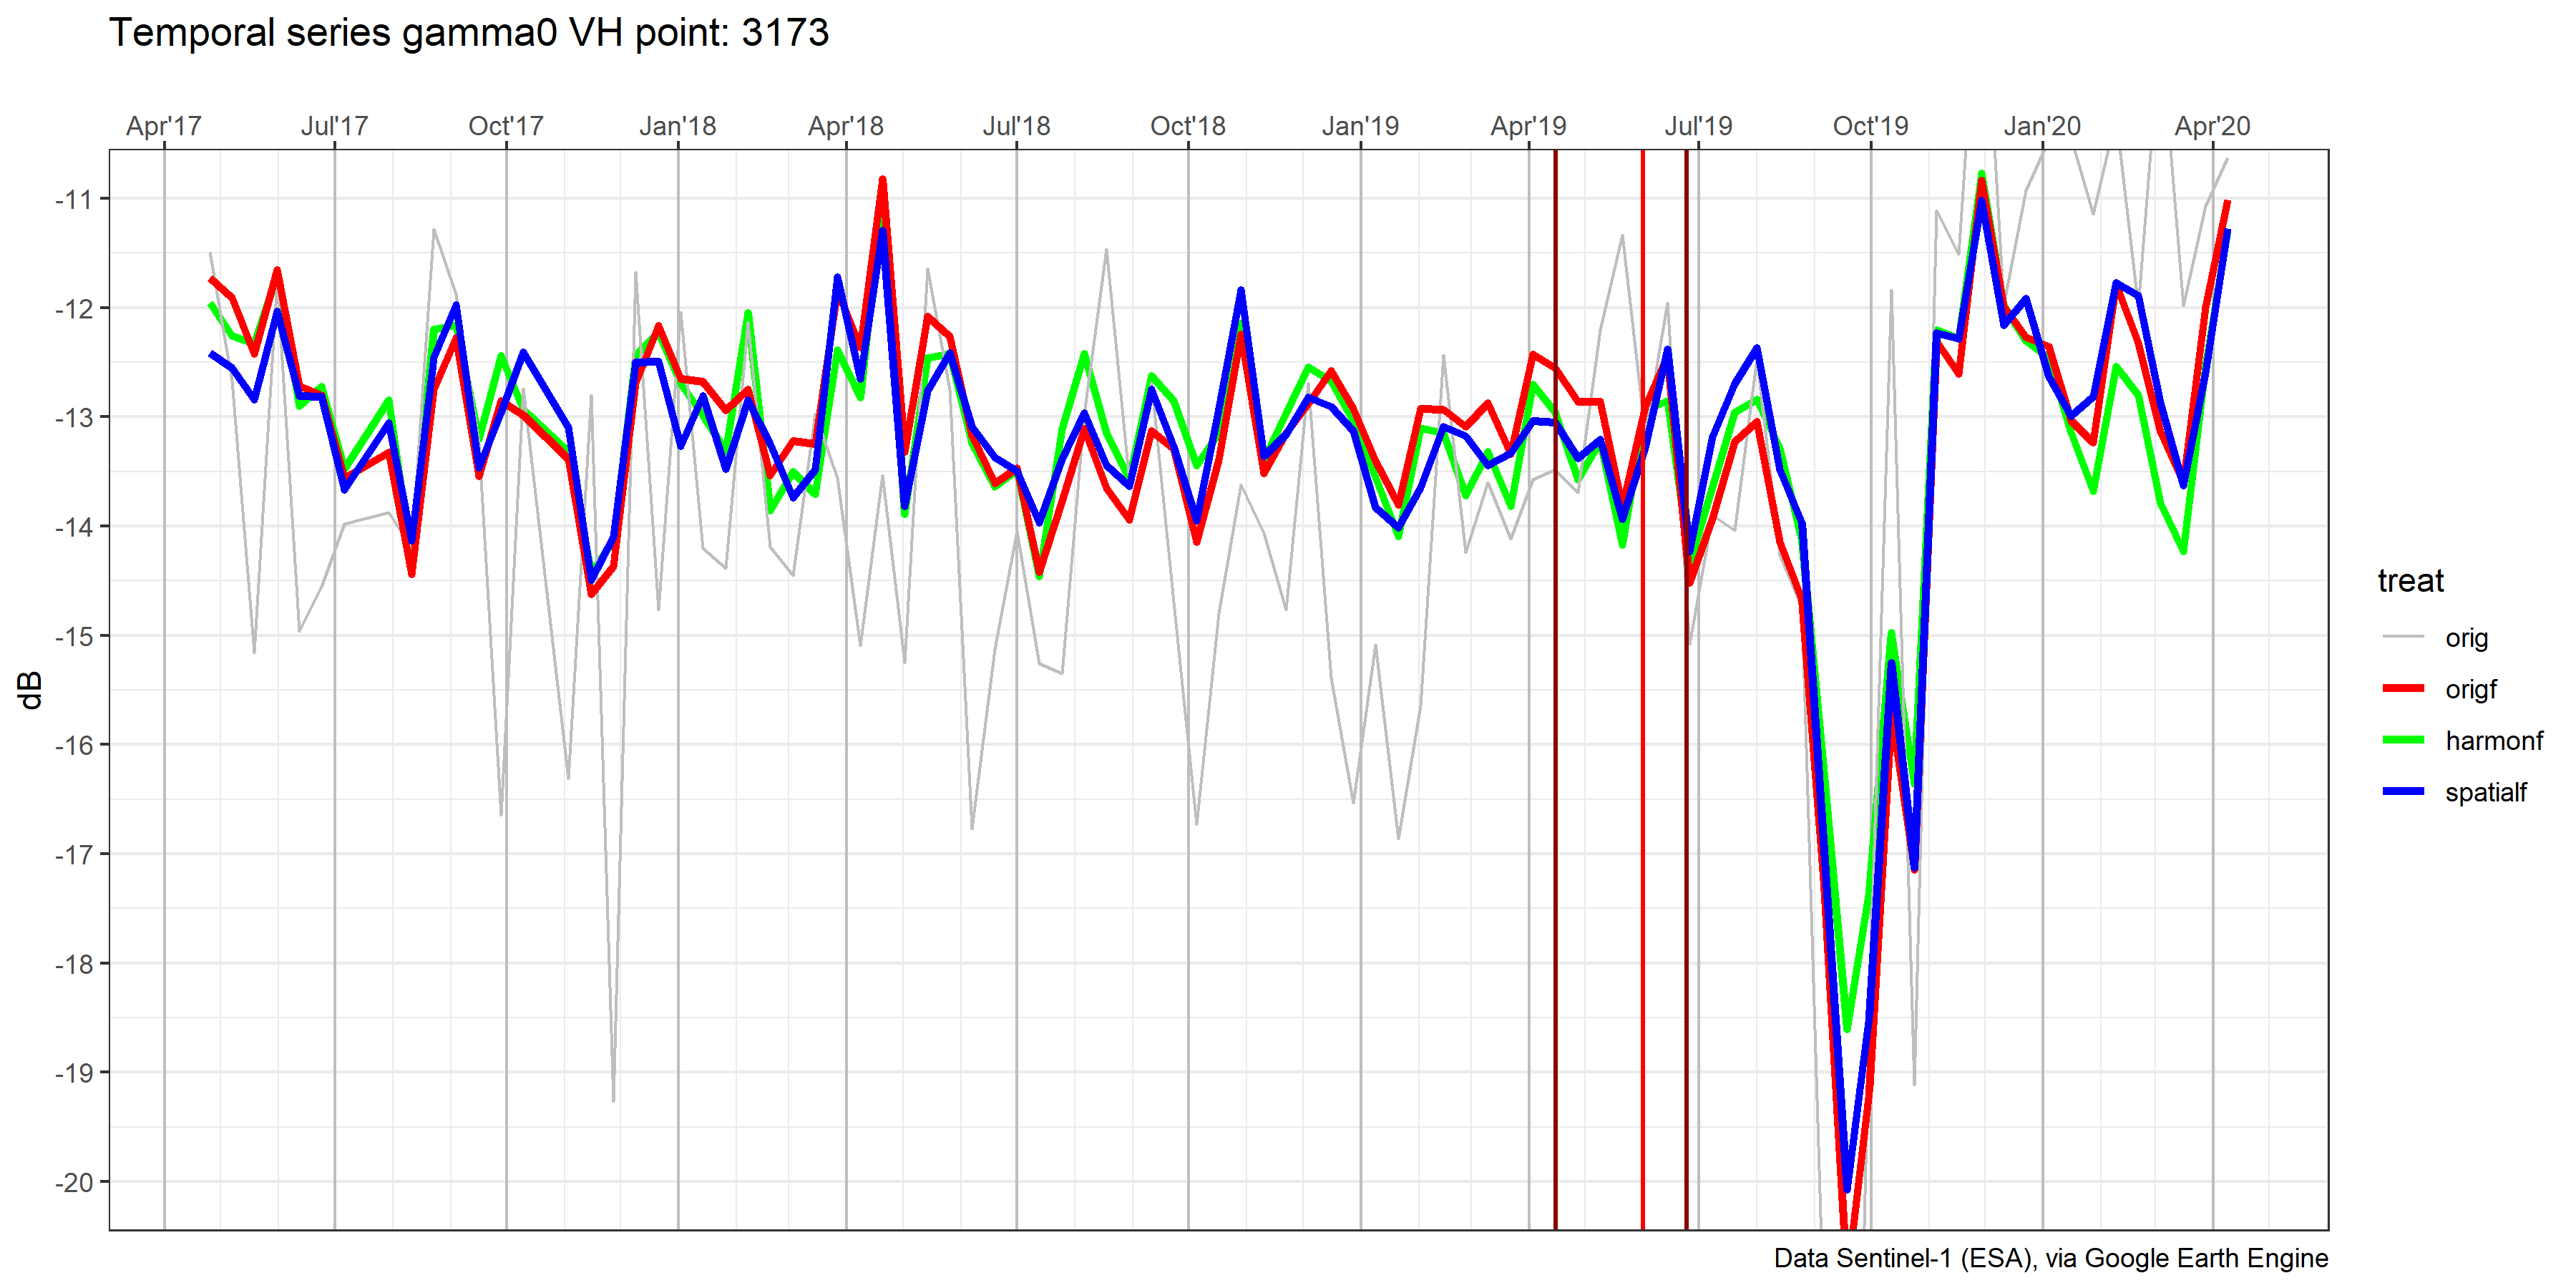 Temporal series gamma0 VH point: 3173
Apr'17 Jul'17 Oct'17 Jan'18 Apr'18 Jul'18 Oct'18 Jan'19 Apr'19 Jul'19 Oct'19 Jan'20 Apr'20
-11
-12
-13
-14
-15
-16
-17
-18
-19
-20
dB
treat
orig
origf
harmonf
spatialf
Data Sentinel-1 (ESA), via Google Earth Engine